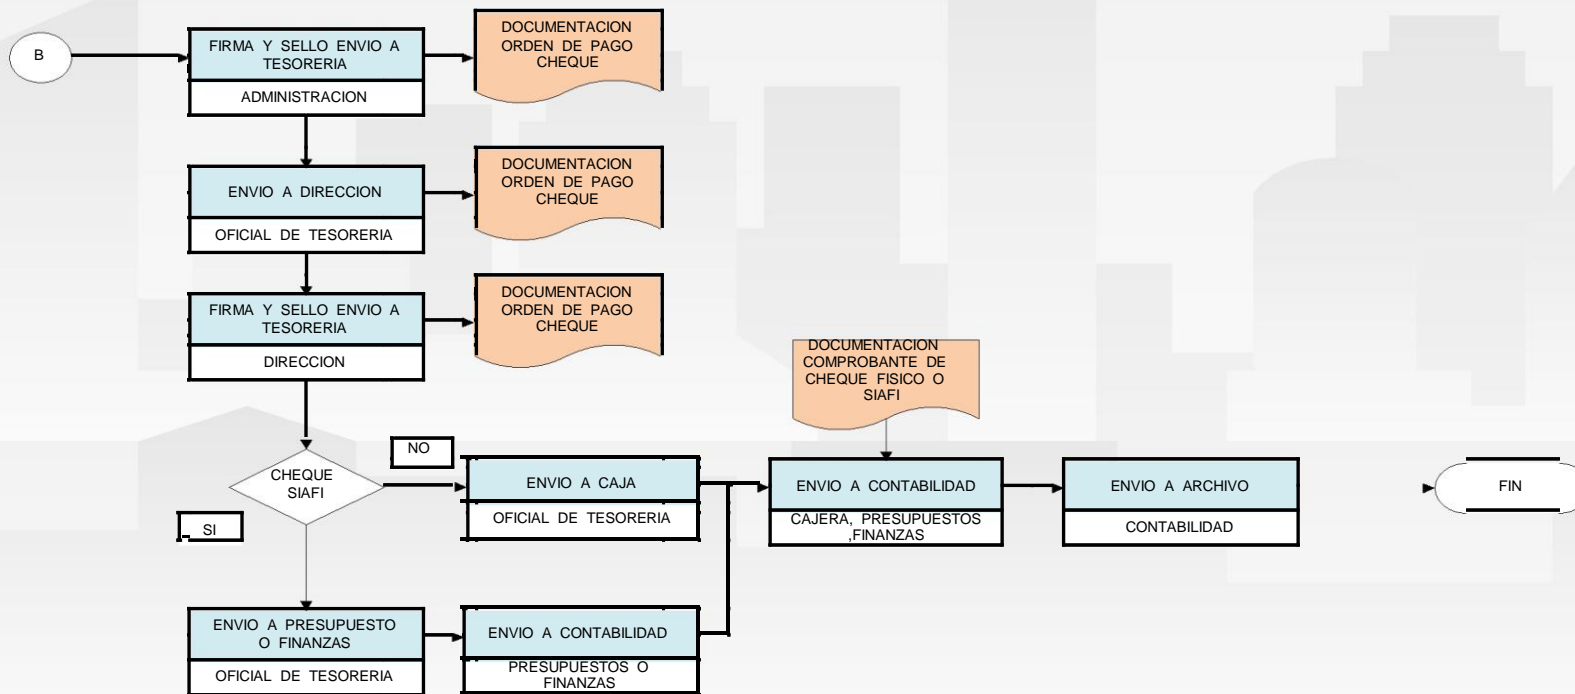 B
FIRMA Y SELLO ENVIO A
TESORERIA
ADMINISTRACION
DOCUMENTACION
ORDEN DE PAGO
CHEQUE
ENVIO A DIRECCION
OFICIAL DE TESORERIA
DOCUMENTACION
ORDEN DE PAGO
CHEQUE
FIRMA Y SELLO ENVIO A
TESORERIA
DIRECCION
DOCUMENTACION
ORDEN DE PAGO
CHEQUE
DOCUMENTACION
COMPROBANTE DE
CHEQUE FISICO O
SIAFI
CHEQUE
SIAFI
NO
SI
ENVIO A CAJA
OFICIAL DE TESORERIA
ENVIO A CONTABILIDAD
CAJERA, PRESUPUESTOS
,FINANZAS
ENVIO A ARCHIVO
CONTABILIDAD
FIN
ENVIO A PRESUPUESTO
O FINANZAS
OFICIAL DE TESORERIA
ENVIO A CONTABILIDAD
PRESUPUESTOS O
FINANZAS